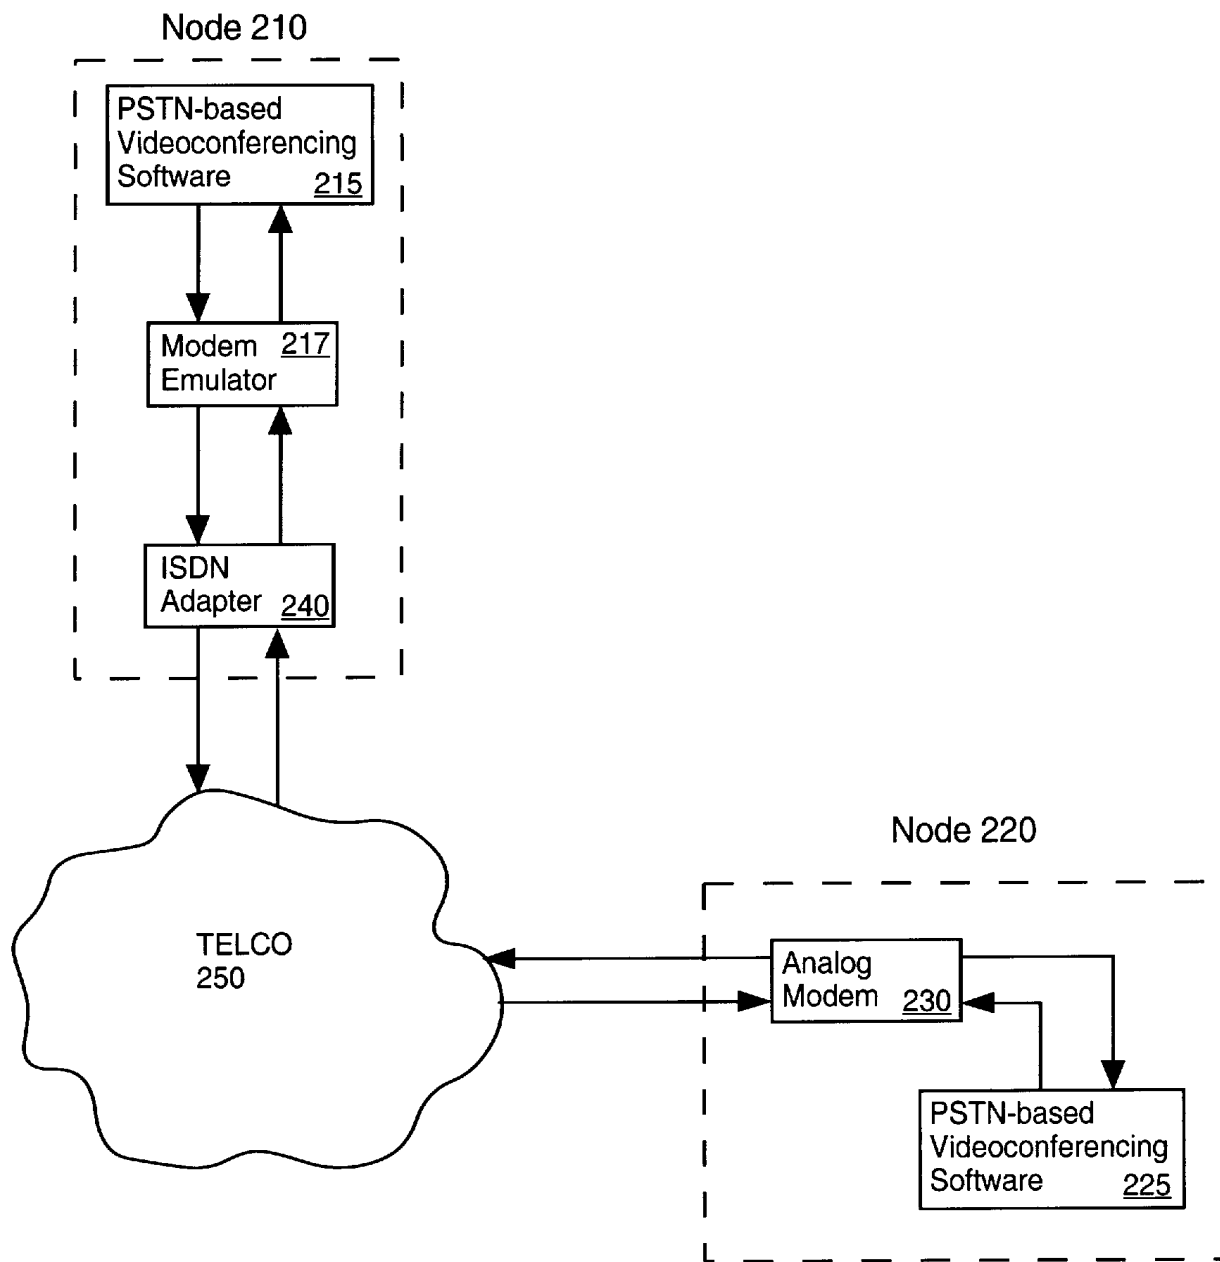 Node 210
PSTN-based
Videoconferencing
Software 215
217
Modem
Emulator
ISDN
Adapter 240
TELCO
250
Node 220
Analog
Modem 230
PSTN-based
Videoconferencing
Software 225